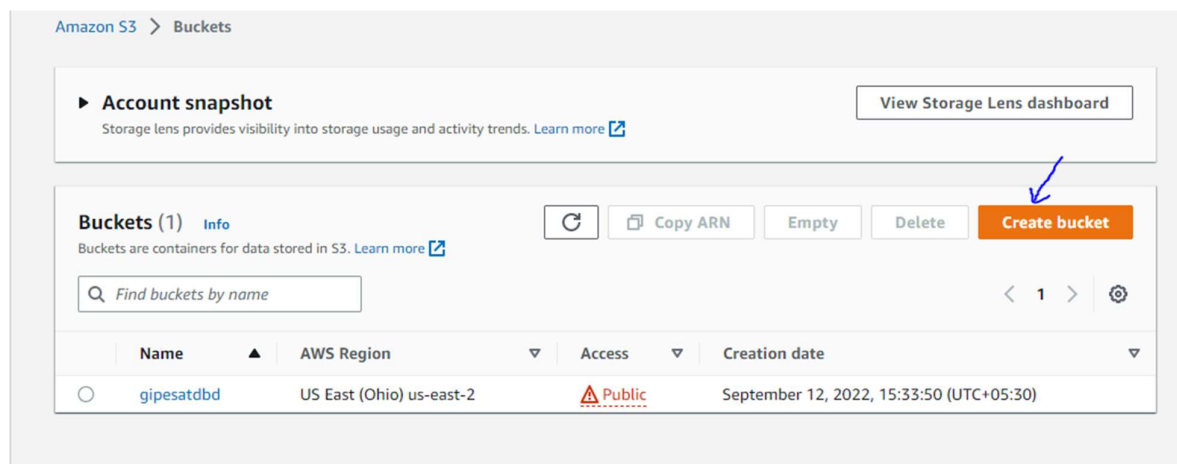 Amazon S3 > Buckets
Account snapshot
View Storage Lens dashboard
Storage lens provides visibility into storage usage and activity trends. Learn more
Buckets (1) Info
Copy ARN Empty Delete Create bucket
Buckets are containers for data stored in S3. Learn more
Find buckets by name
< 1 >
Name AWS Region Access Creation date
gipesatdbd US East (Ohio) us-east-2 Public September 12, 2022, 15:33:50 (UTC+05:30)